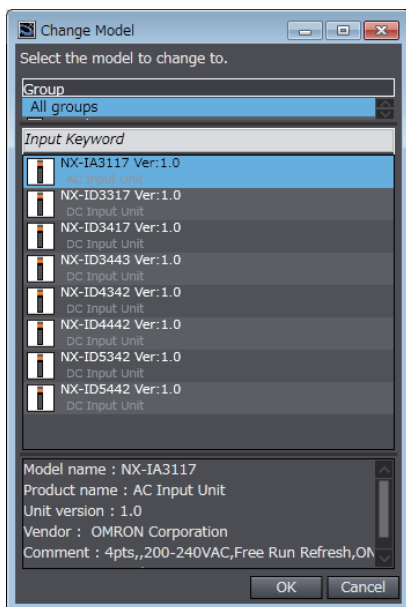 Change Model
Select the model to change to.
Group
All groups
Input Keyword
NX-IA3117 Ver:1.0
AC Input Unit
NX-ID3317 Ver:1.0
DC Input Unit
NX-ID3417 Ver:1.0
DC Input Unit
NX-ID3443 Ver:1.0
DC Input Unit
NX-ID4342 Ver:1.0
DC Input Unit
NX-ID4442 Ver:1.0
DC Input Unit
NX-ID5342 Ver:1.0
DC Input Unit
NX-ID5442 Ver:1.0
DC Input Unit
Model name : NX-IA3117
Product name : AC Input Unit
Unit version : 1.0
Vendor : OMRON Corporation
Comment : 4pts,,200-240VAC,Free Run Refresh,
OK Cancel